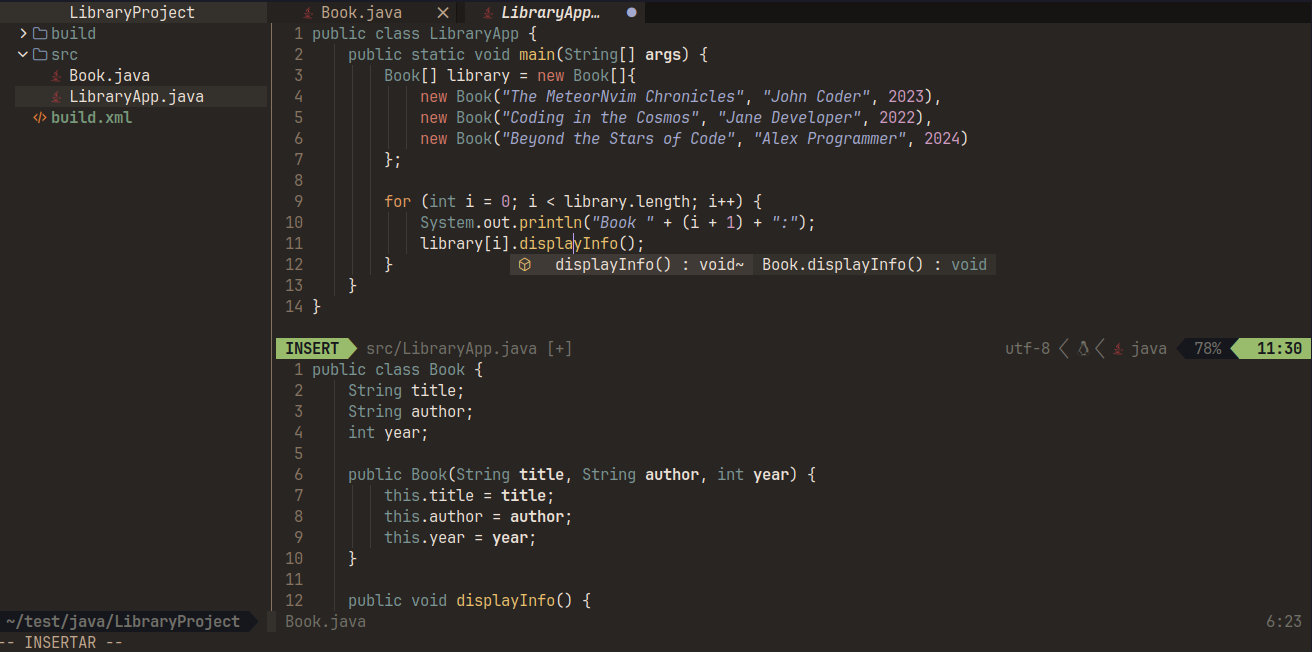 LibraryProject
Book.java
LibraryApp…
build
src
Book.java
LibraryApp.java
build.xml
1 public class LibraryApp {
2     public static void main(String[] args) {
3         Book[] library = new Book[]{
4             new Book("The MeteorNvim Chronicles", "John Coder", 2023),
5             new Book("Coding in the Cosmos", "Jane Developer", 2022),
6             new Book("Beyond the Stars of Code", "Alex Programmer", 2024)
7         };
8
9         for (int i = 0; i < library.length; i++) {
10             System.out.println("Book " + (i + 1) + ":");
11             library[i].displayInfo();
12         }
displayInfo() : void~ Book.displayInfo() : void
13     }
14 }
INSERT src/LibraryApp.java [+] utf-8 java 78% 11:30
1 public class Book {
2     String title;
3     String author;
4     int year;
5
6     public Book(String title, String author, int year) {
7         this.title = title;
8         this.author = author;
9         this.year = year;
10     }
11
12     public void displayInfo() {
~/test/java/LibraryProject Book.java 6:23
-- INSERTAR --